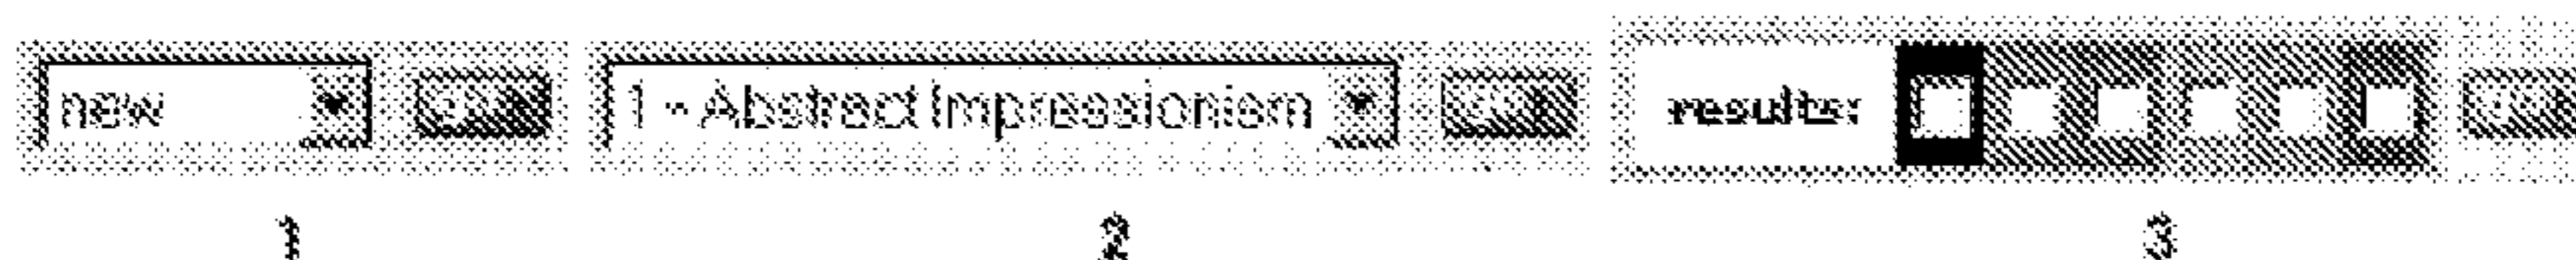 new 1 - Abstract Impressionism results:
1 2 3